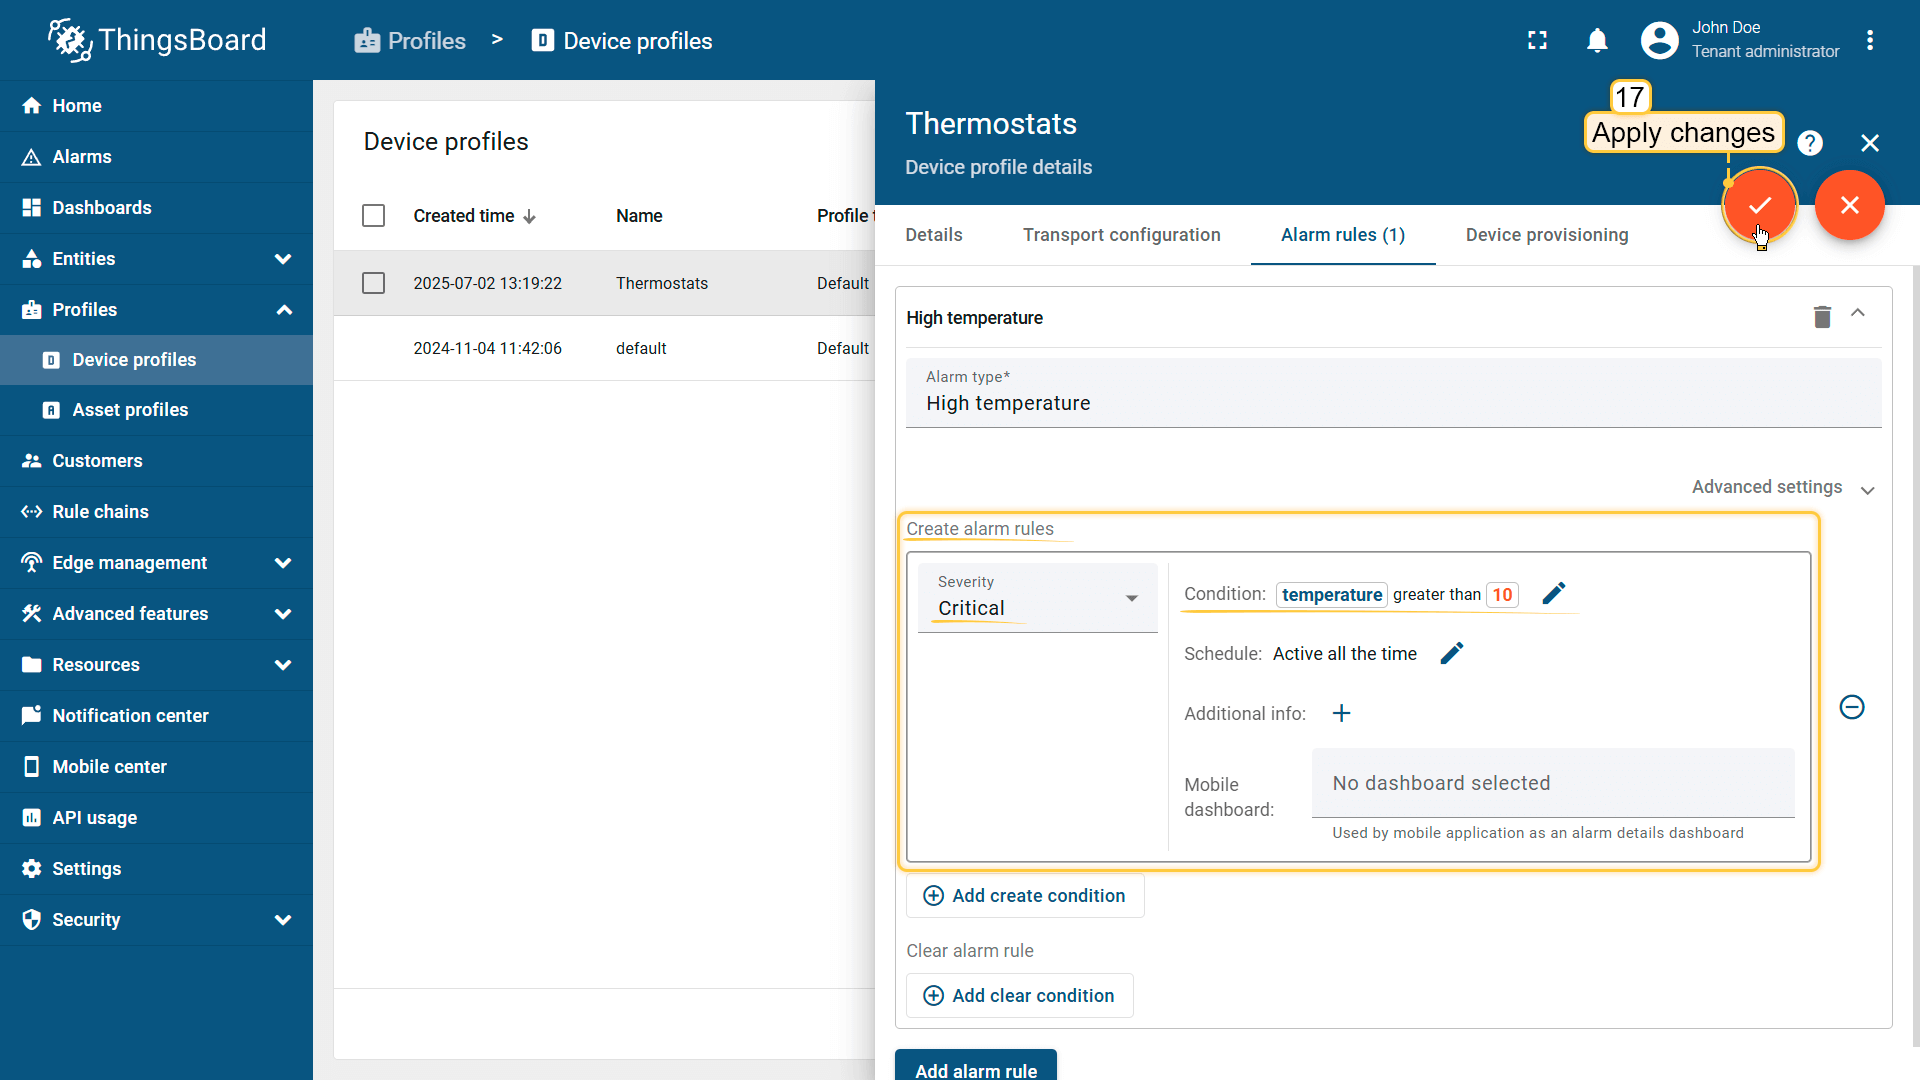 ThingsBoard
Profiles > Device profiles
John Doe
Tenant administrator
Home
Alarms
Dashboards
Entities
Profiles
Device profiles
Asset profiles
Customers
Rule chains
Edge management
Advanced features
Resources
Notification center
Mobile center
API usage
Settings
Security
Device profiles
Created time Name Profile t
2025-07-02 13:19:22 Thermostats Default
2024-11-04 11:42:06 default Default
Thermostats
Device profile details
17
Apply changes
Details Transport configuration Alarm rules (1) Device provisioning
High temperature
Alarm type*
High temperature
Advanced settings
Create alarm rules
Severity
Critical
Condition: temperature greater than 10
Schedule: Active all the time
Additional info:
Mobile
dashboard:
No dashboard selected
Used by mobile application as an alarm details dashboard
Add create condition
Clear alarm rule
Add clear condition
Add alarm rule